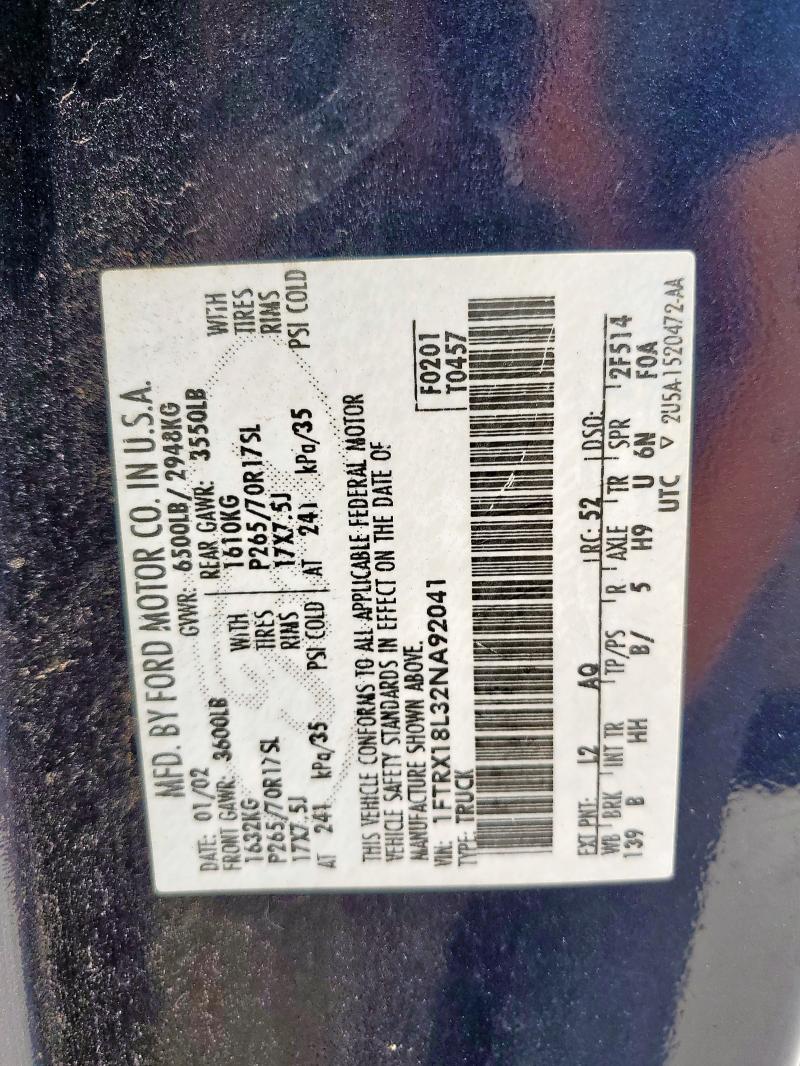 MFD. BY FORD MOTOR CO. IN U.S.A.
DATE: 01/02 GVWR: 6500LB/ 2948KG
FRONT GAWR: 3600LB REAR GAWR: 3550LB
1632KG WITH 1610KG WITH
P265/70R17SL TIRES P265/70R17SL TIRES
17X7.5J RIMS 17X7.5J RIMS
AT 241 kPa/35 PSI COLD AT 241 kPa/35 PSI COLD
THIS VEHICLE CONFORMS TO ALL APPLICABLE FEDERAL MOTOR
VEHICLE SAFETY STANDARDS IN EFFECT ON THE DATE OF
MANUFACTURE SHOWN ABOVE.
VIN: 1FTRX18L32NA92041 F0201
TYPE: TRUCK T0457
EXT PNT: L2 AQ RC: 52 DSO:
WB BRK INT TR TP/PS R AXLE TR SPR 2F514
139 B HH B/ 5 H9 U 6N F0A
UTC ▽ 2U5A-1520472-AA